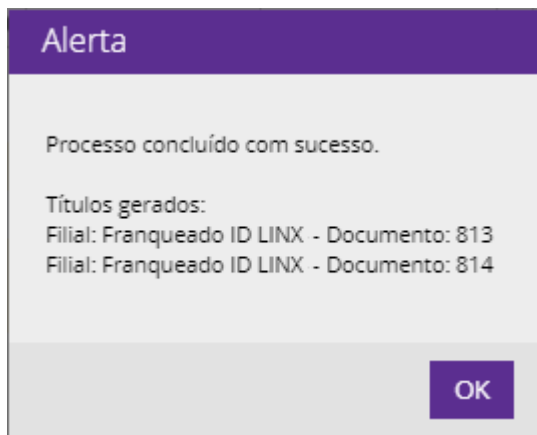 Alerta
Processo concluído com sucesso.
Títulos gerados:
Filial: Franqueado ID LINX - Documento: 813
Filial: Franqueado ID LINX - Documento: 814
OK